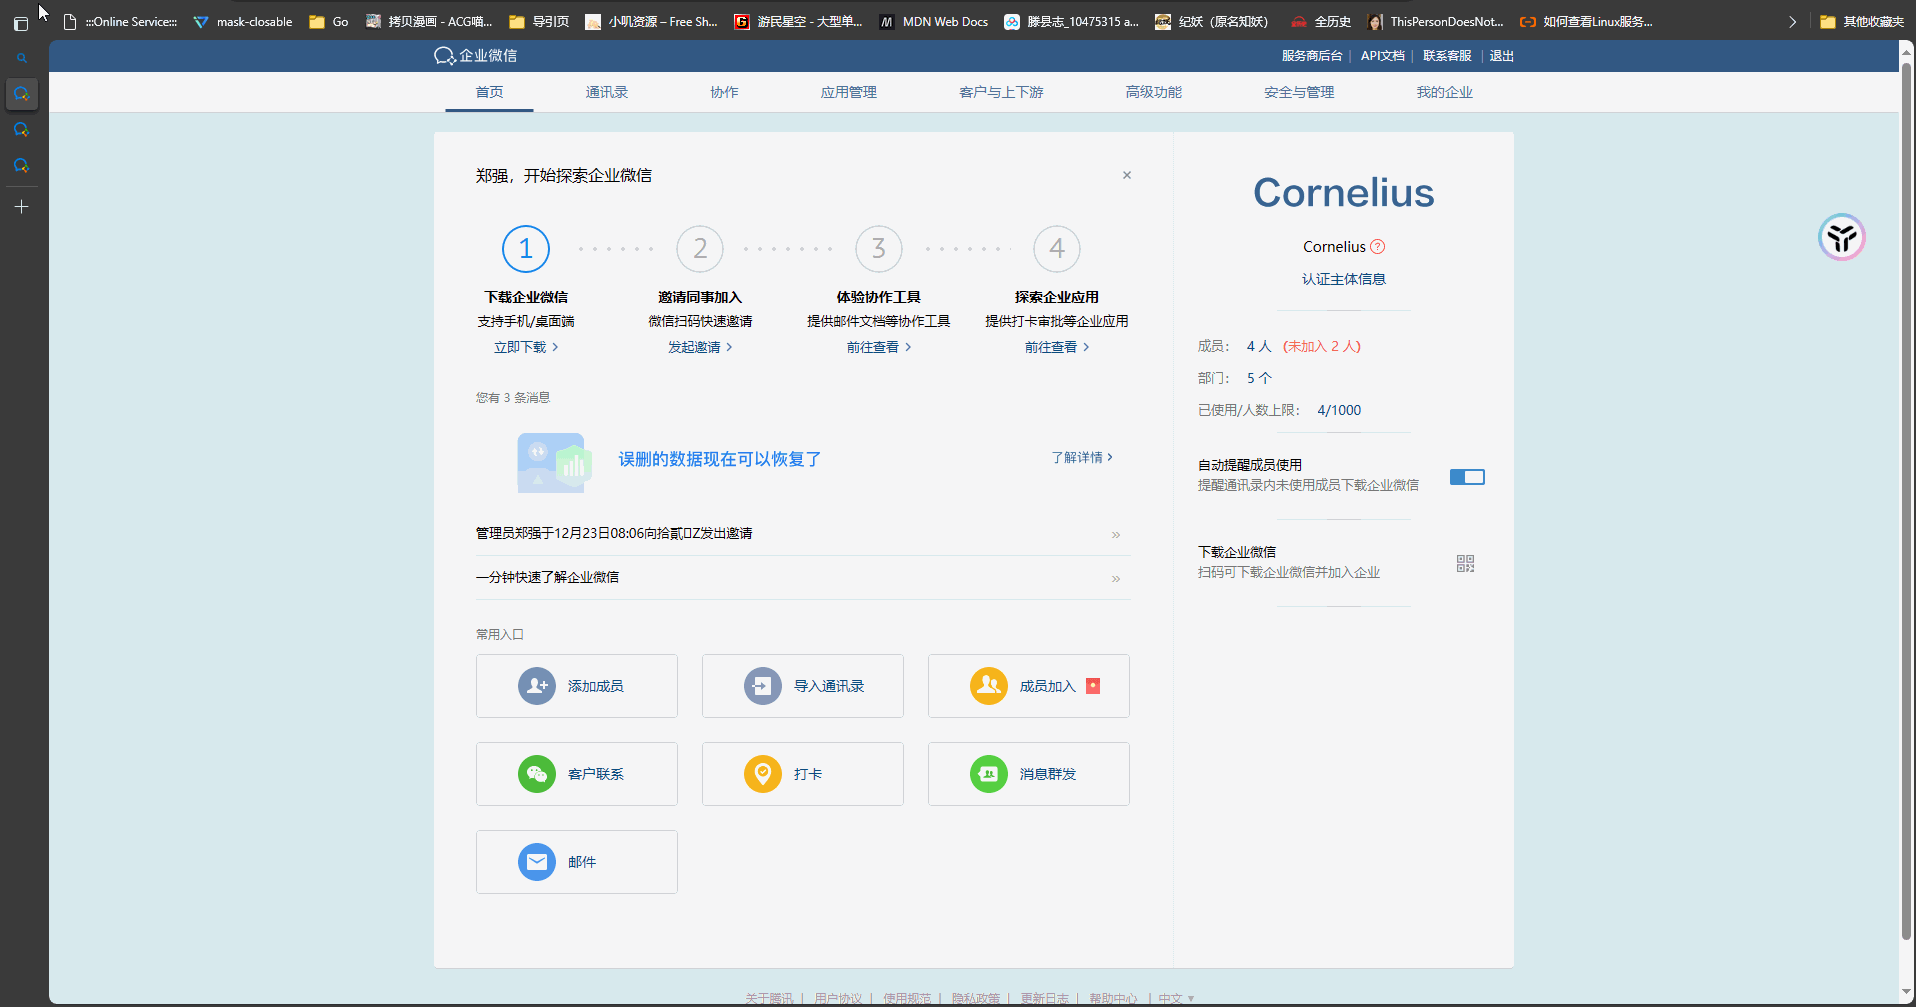 :::Online Service:::
mask-closable
Go
拷贝漫画 - ACG喵...
导引页
小叽资源 – Free Sh...
游民星空 - 大型单...
MDN Web Docs
滕县志_10475315 a...
纪妖（原名知妖）
全历史
ThisPersonDoesNot...
如何查看Linux服务...
其他收藏夹
企业微信
服务商后台 | API文档 | 联系客服 | 退出
首页
通讯录
协作
应用管理
客户与上下游
高级功能
安全与管理
我的企业
郑强，开始探索企业微信
1
2
3
4
下载企业微信
邀请同事加入
体验协作工具
探索企业应用
支持手机/桌面端
微信扫码快速邀请
提供邮件文档等协作工具
提供打卡审批等企业应用
立即下载
发起邀请
前往查看
前往查看
您有 3 条消息
误删的数据现在可以恢复了
了解详情
管理员郑强于12月23日08:06向拾貳▯Z发出邀请
一分钟快速了解企业微信
常用入口
添加成员
导入通讯录
成员加入
客户联系
打卡
消息群发
邮件
Cornelius
Cornelius
认证主体信息
成员： 4 人 (未加入 2 人)
部门： 5 个
已使用/人数上限： 4/1000
自动提醒成员使用
提醒通讯录内未使用成员下载企业微信
下载企业微信
扫码可下载企业微信并加入企业
关于腾讯 | 用户协议 | 使用规范 | 隐私政策 | 更新日志 | 帮助中心 | 中文